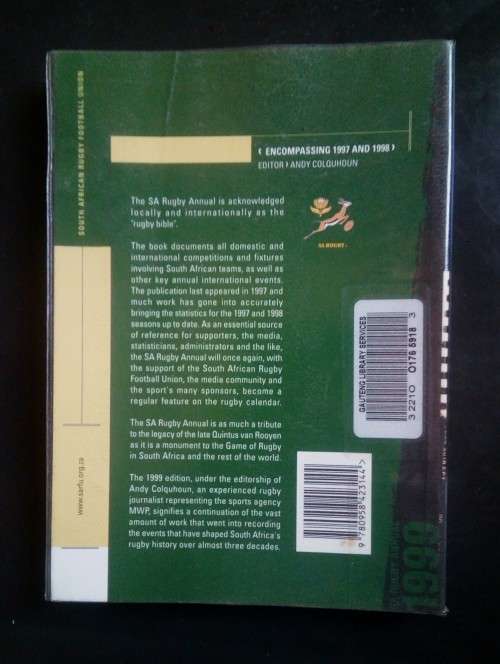 SOUTH AFRICAN RUGBY FOOTBALL UNION
‹ ENCOMPASSING 1997 AND 1998 ›
EDITOR › ANDY COLQUHOUN
The SA Rugby Annual is acknowledged
locally and internationally as the
"rugby bible".
SA RUGBY
The book documents all domestic and
international competitions and fixtures
involving South African teams, as well as
other key annual international events.
The publication last appeared in 1997 and
much work has gone into accurately
bringing the statistics for the 1997 and 1998
seasons up to date. As an essential source
of reference for supporters, the media,
statisticians, administrators and the like,
the SA Rugby Annual will once again, with
the support of the South African Rugby
Football Union, the media community and
the sport's many sponsors, become a
regular feature on the rugby calendar.
The SA Rugby Annual is as much a tribute
to the legacy of the late Quintus van Rooyen
as it is a monument to the Game of Rugby
in South Africa and the rest of the world.
The 1999 edition, under the editorship of
Andy Colquhoun, an experienced rugby
journalist representing the sports agency
MWP, signifies a continuation of the vast
amount of work that went into recording
the events that have shaped South Africa's
rugby history over almost three decades.
www.sarfu.org.za
GAUTENG LIBRARY SERVICES
3 2210 0176 5918 3
9 780958 423144 >
1999